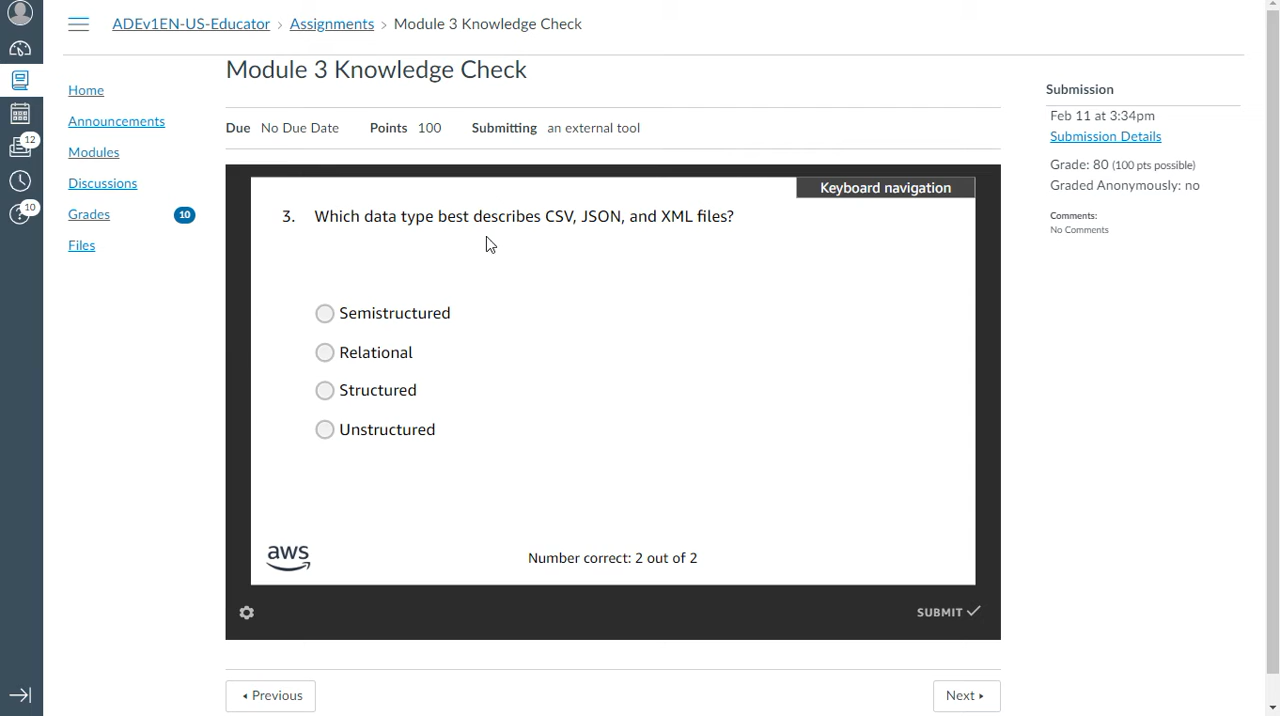 ADEv1EN-US-Educator › Assignments › Module 3 Knowledge Check
Module 3 Knowledge Check
Home
Announcements
Modules
Discussions
Grades 10
Files
12
10
Due No Due Date Points 100 Submitting an external tool
Keyboard navigation
3. Which data type best describes CSV, JSON, and XML files?
Semistructured
Relational
Structured
Unstructured
aws
Number correct: 2 out of 2
SUBMIT
Previous
Next
Submission
Feb 11 at 3:34pm
Submission Details
Grade: 80 (100 pts possible)
Graded Anonymously: no
Comments:
No Comments